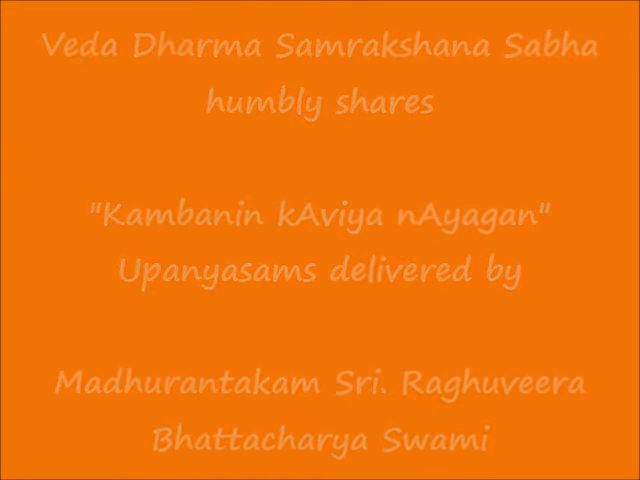 Veda Dharma Samrakshana Sabha
humbly shares
"Kambanin kAviya nAyagan"
Upanyasams delivered by
Madhurantakam Sri. Raghuveera
Bhattacharya Swami